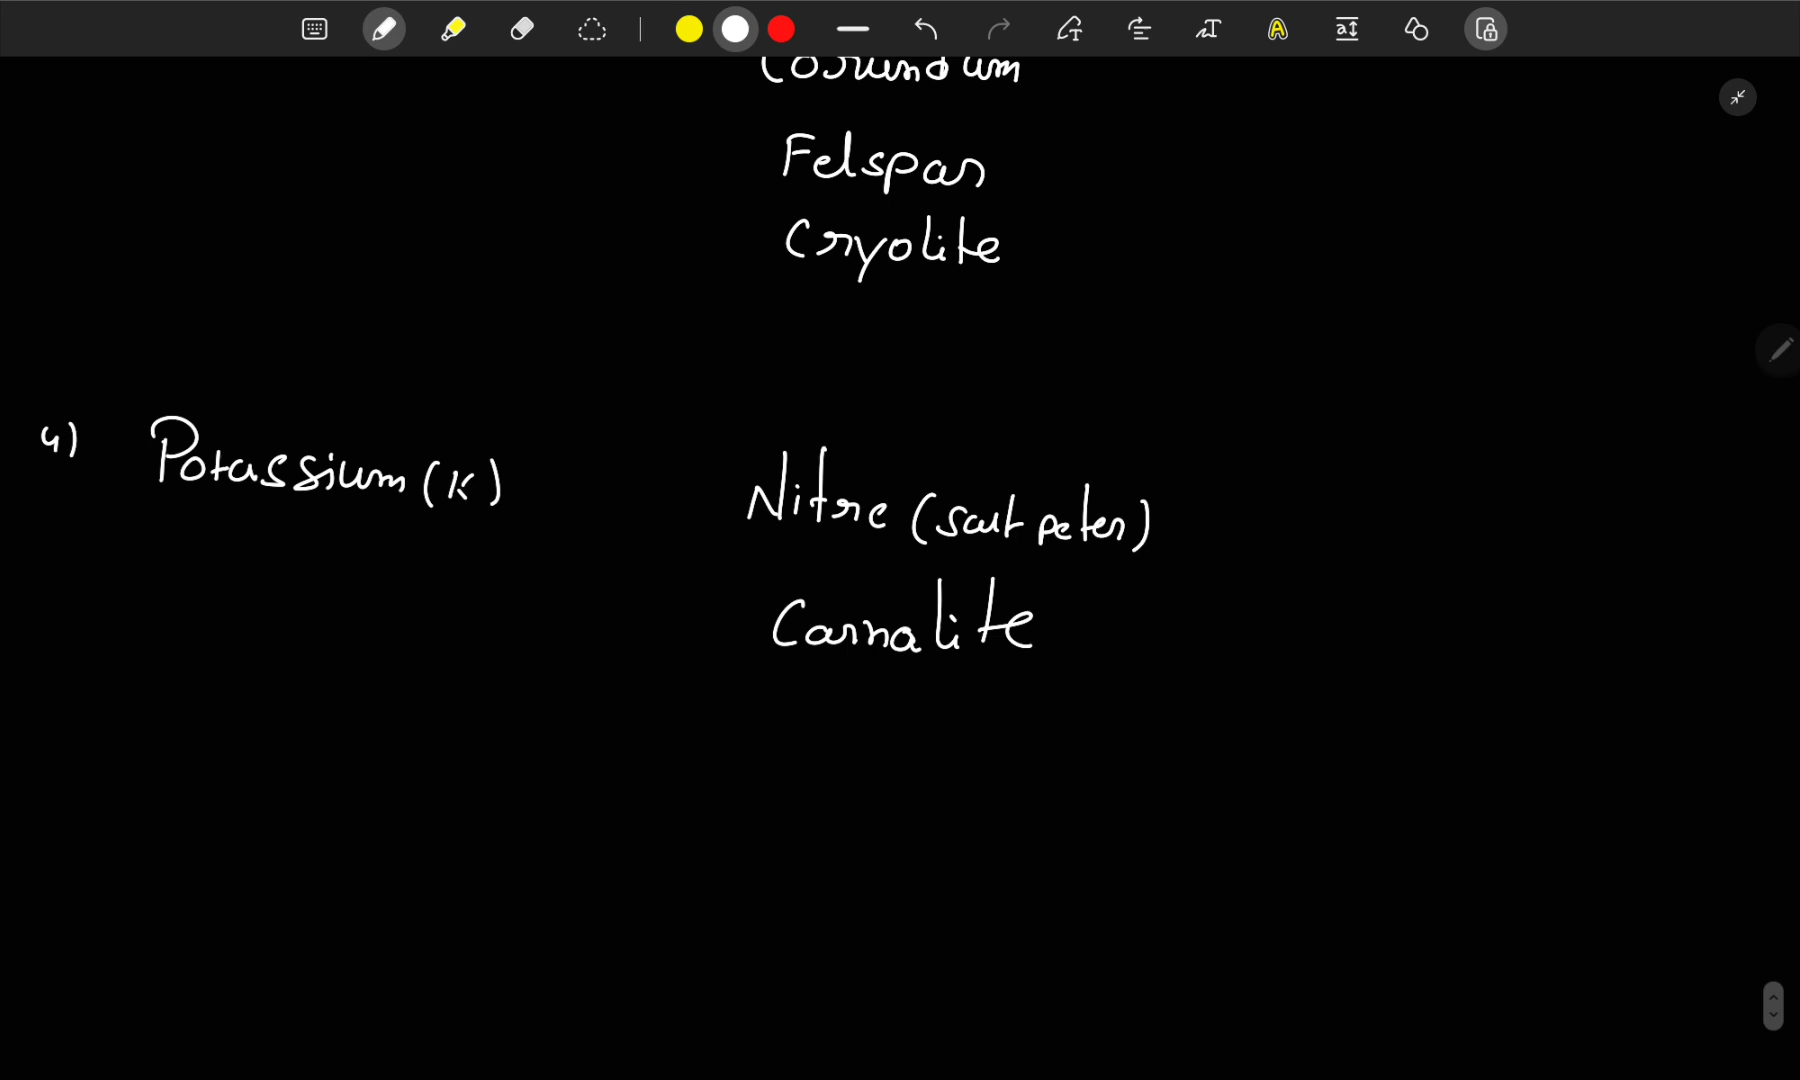 Corundum
Felspar
Cryolite
4) Potassium (K)
Nitre (salt peter)
Carnalite